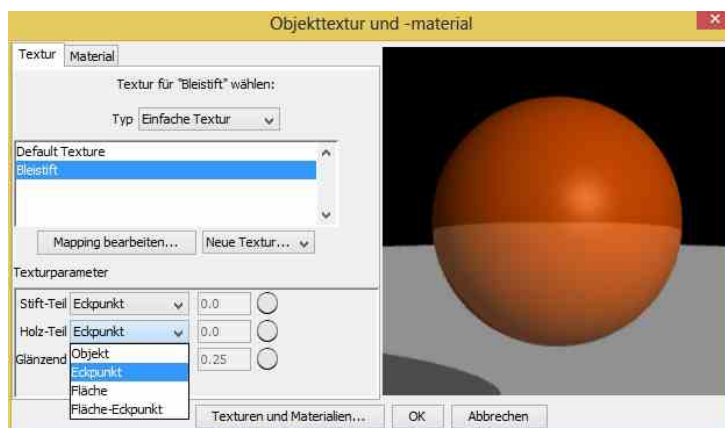 Objekttextur und -material
Textur Material
Textur für "Bleistift" wählen:
Typ Einfache Textur
Default Texture
Bleistift
Mapping bearbeiten... Neue Textur...
Texturparameter
Stift-Teil Eckpunkt 0.0
Holz-Teil Eckpunkt 0.0
Glänzend 0.25
Objekt
Eckpunkt
Fläche
Fläche-Eckpunkt
Texturen und Materialien... OK Abbrechen